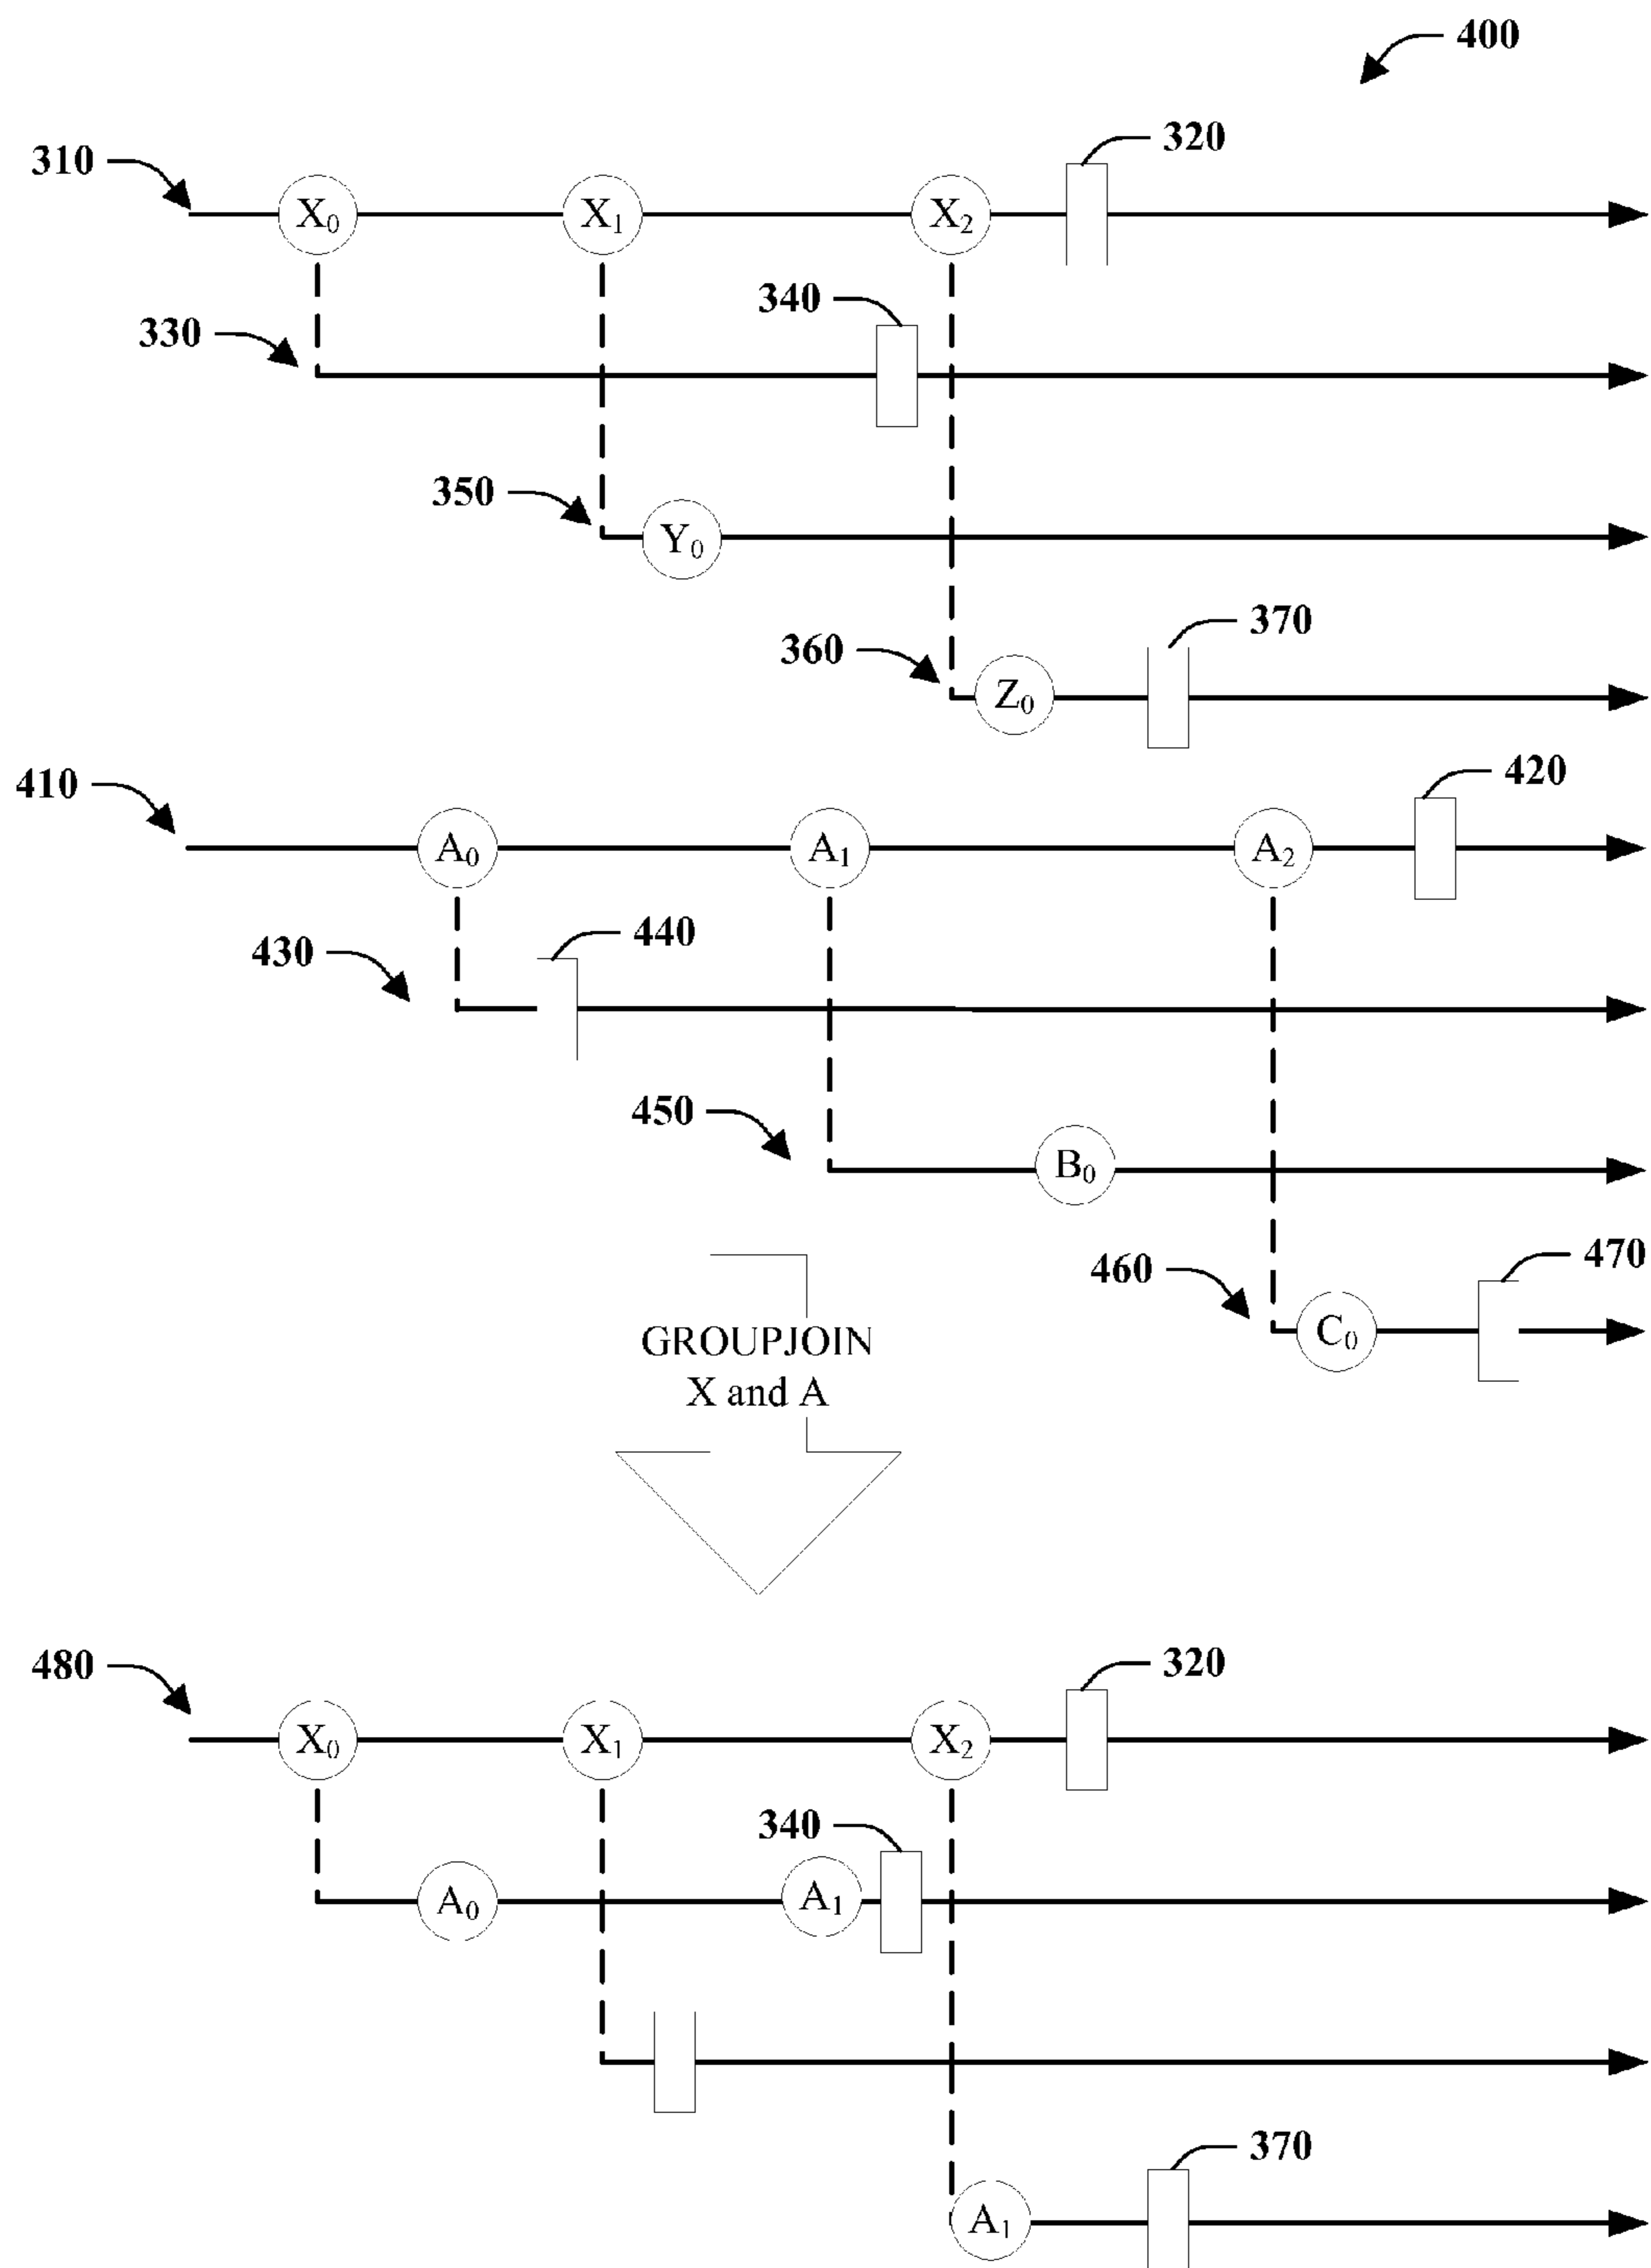 400
320
310
X₀ X₁ X₂
340
330
350
Y₀
370
360
Z₀
420
410
A₀ A₁ A₂
440
430
450
B₀
470
460
C₀
GROUPJOIN
X and A
320
480
X₀ X₁ X₂
340
A₀ A₁
370
A₁